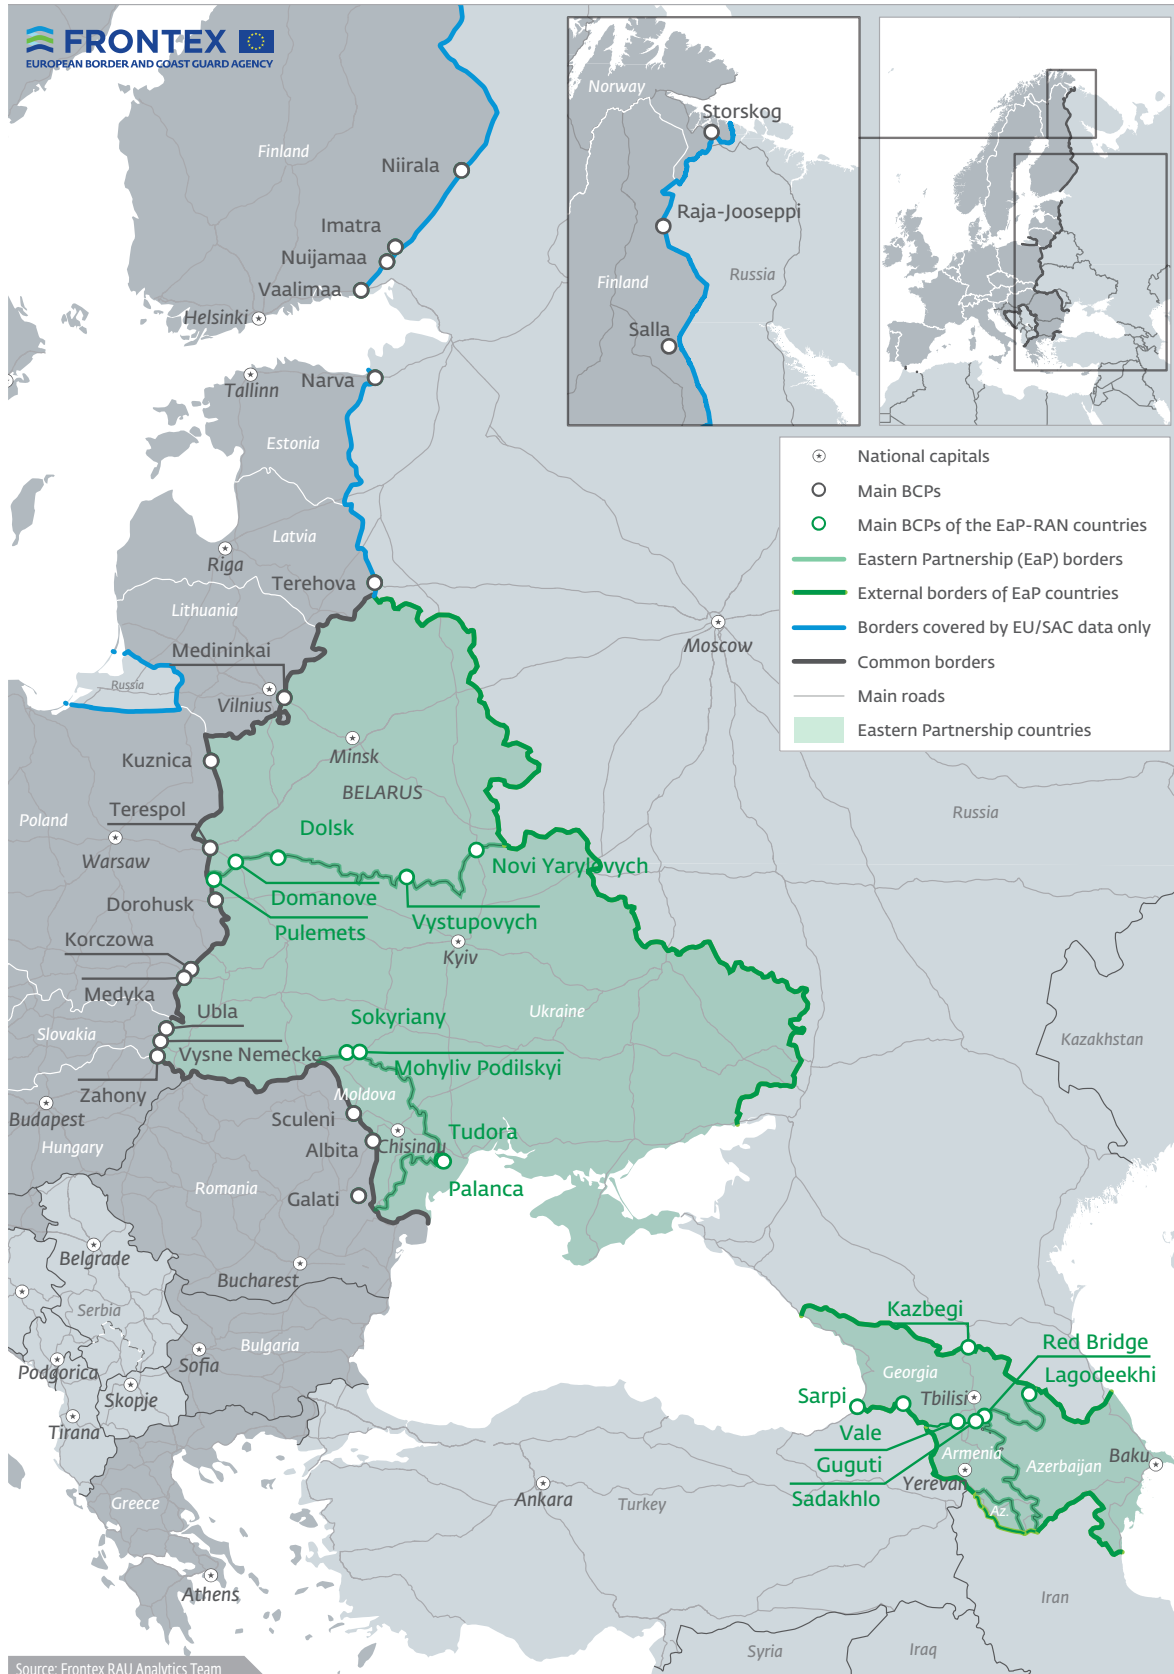 FRONTEX
EUROPEAN BORDER AND COAST GUARD AGENCY
Finland
Niirala
Imatra
Nuijamaa
Vaalimaa
Helsinki
Norway
Storskog
Raja-Jooseppi
Finland
Russia
Salla
Tallinn
Narva
Estonia
Latvia
Riga
Terehova
Lithuania
Medininkai
Russia
Vilnius
Moscow
National capitals
Main BCPs
Main BCPs of the EaP-RAN countries
Eastern Partnership (EaP) borders
External borders of EaP countries
Borders covered by EU/SAC data only
Common borders
Main roads
Eastern Partnership countries
Kuznica
Minsk
BELARUS
Terespol
Poland
Warsaw
Dolsk
Novi Yarylovych
Domanove
Dorohusk
Vystupovych
Pulemets
Korczowa
Kyiv
Medyka
Ubla
Sokyriany
Ukraine
Slovakia
Vysne Nemecke
Mohyliv Podilskyi
Zahony
Moldova
Budapest
Sculeni
Hungary
Albita
Chisinau
Tudora
Romania
Galati
Palanca
Russia
Kazakhstan
Belgrade
Bucharest
Serbia
Bulgaria
Podgorica
Sofia
Skopje
Tirana
Greece
Athens
Kazbegi
Red Bridge
Georgia
Lagodeekhi
Sarpi
Tbilisi
Vale
Guguti
Armenia
Azerbaijan
Baku
Sadakhlo
Yerevan
Az.
Ankara
Turkey
Iran
Syria
Iraq
Source: Frontex RAU Analytics Team